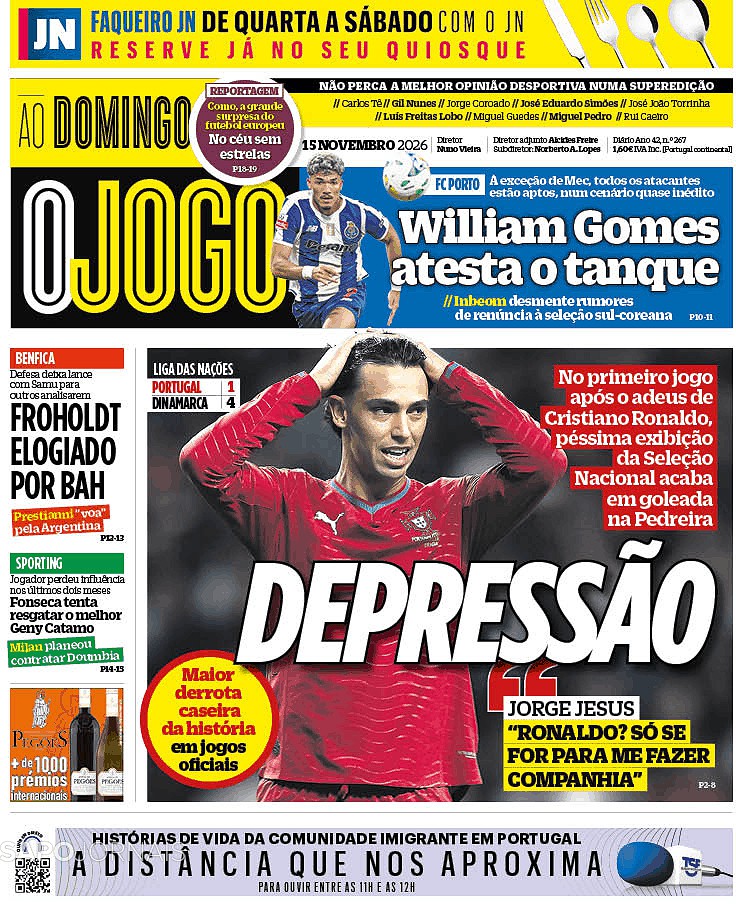 JN
FAQUEIRO JN DE QUARTA A SÁBADO COM O JN
RESERVE JÁ NO SEU QUIOSQUE
AO DOMINGO
REPORTAGEM
Como, a grande
surpresa do
futebol europeu
No céu sem
estrelas
P18-19
NÃO PERCA A MELHOR OPINIÃO DESPORTIVA NUMA SUPEREDIÇÃO
// Carlos Tê // Gil Nunes // Jorge Coroado // José Eduardo Simões // José João Torrinha
// Luís Freitas Lobo // Miguel Guedes // Miguel Pedro // Rui Caeiro
15 NOVEMBRO 2026
Diretor
Nuno Vieira
Diretor adjunto Alcides Freire
Subdiretor: Norberto A. Lopes
Diário Ano 42, n.º 267
1,60€ IVA Inc. (Portugal continental)
O JOGO
FC PORTO
À exceção de Mec, todos os atacantes
estão aptos, num cenário quase inédito
William Gomes
atesta o tanque
// Inbeom desmente rumores
de renúncia à seleção sul-coreana
P10-11
BENFICA
Defesa deixa lance
com Samu para
outros analisarem
FROHOLDT
ELOGIADO
POR BAH
Prestianni "voa"
pela Argentina
P12-13
SPORTING
Jogador perdeu influência
nos últimos dois meses
Fonseca tenta
resgatar o melhor
Geny Catamo
Milan planeou
contratar Doumbia
P14-15
PEGÕES
+ de 1000
prémios
internacionais
LIGA DAS NAÇÕES
PORTUGAL 1
DINAMARCA 4
No primeiro jogo
após o adeus de
Cristiano Ronaldo,
péssima exibição
da Seleção
Nacional acaba
em goleada
na Pedreira
DEPRESSÃO
Maior
derrota
caseira
da história
em jogos
oficiais
JORGE JESUS
"RONALDO? SÓ SE
FOR PARA ME FAZER
COMPANHIA"
P2-8
SAPOJORNAIS
HISTÓRIAS DE VIDA DA COMUNIDADE IMIGRANTE EM PORTUGAL
A DISTÂNCIA QUE NOS APROXIMA
PARA OUVIR ENTRE AS 11H E AS 12H
TSF